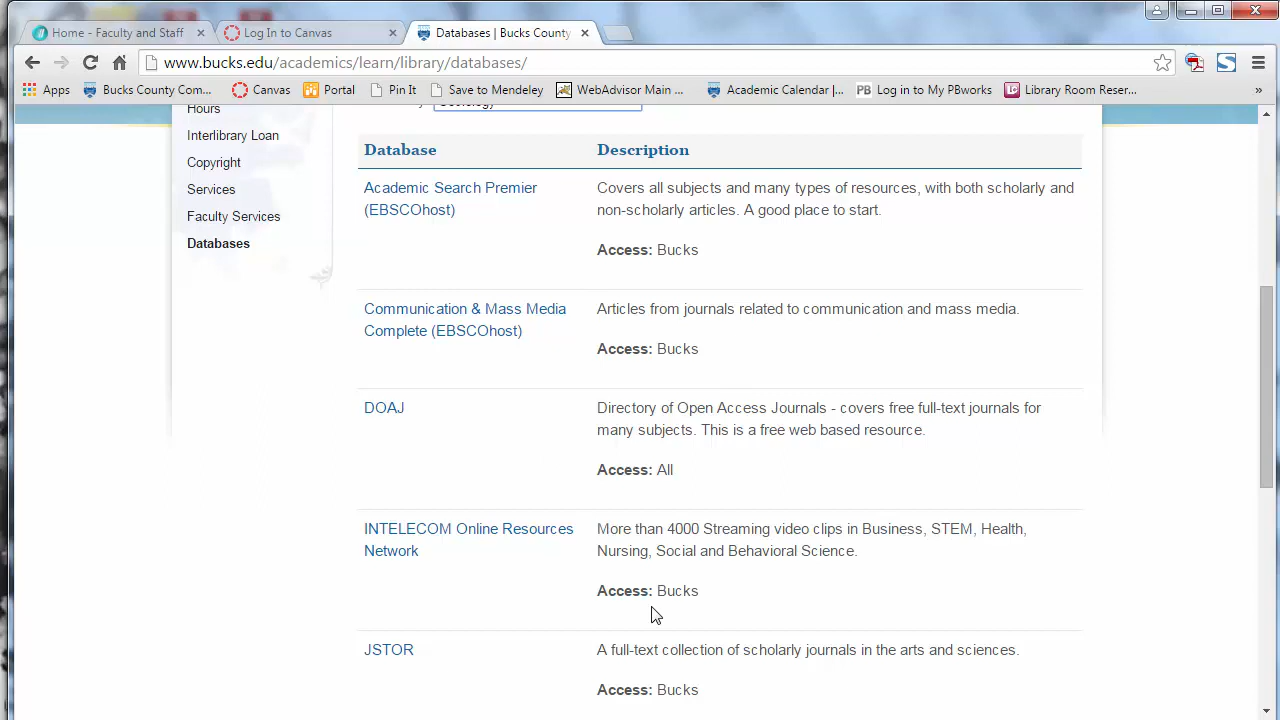 Home - Faculty and Staff
Log In to Canvas
Databases | Bucks County
www.bucks.edu/academics/learn/library/databases/
Apps
Bucks County Com...
Canvas
Portal
Pin It
Save to Mendeley
WebAdvisor Main ...
Academic Calendar |...
PB Log in to My PBworks
Library Room Reser...
»
Hours
Interlibrary Loan
Copyright
Services
Faculty Services
Databases
Sociology
Database Description
Academic Search Premier
(EBSCOhost)
Covers all subjects and many types of resources, with both scholarly and
non-scholarly articles. A good place to start.
Access: Bucks
Communication & Mass Media
Complete (EBSCOhost)
Articles from journals related to communication and mass media.
Access: Bucks
DOAJ
Directory of Open Access Journals - covers free full-text journals for
many subjects. This is a free web based resource.
Access: All
INTELECOM Online Resources
Network
More than 4000 Streaming video clips in Business, STEM, Health,
Nursing, Social and Behavioral Science.
Access: Bucks
JSTOR
A full-text collection of scholarly journals in the arts and sciences.
Access: Bucks